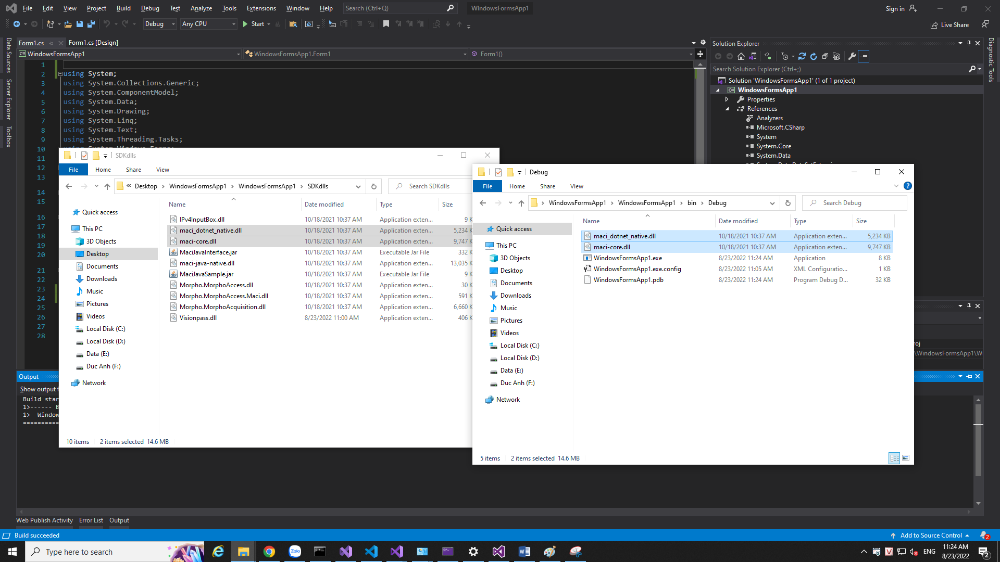 File Edit View Project Build Debug Test Analyze Tools Extensions Window Help Search (Ctrl+Q) WindowsFormsApp1 Sign in
Debug Any CPU Start Live Share
Form1.cs Form1.cs [Design]
WindowsFormsApp1 WindowsFormsApp1.Form1 Form1()
Data Sources
Server Explorer
Toolbox
1
2 using System;
3 using System.Collections.Generic;
4 using System.ComponentModel;
5 using System.Data;
6 using System.Drawing;
7 using System.Linq;
8 using System.Text;
9 using System.Threading.Tasks;
10
11
12
13
14
15
16
17
18
19
20
21
22
23
24
25
26
27
28
Solution Explorer
Search Solution Explorer (Ctrl+;)
Solution 'WindowsFormsApp1' (1 of 1 project)
WindowsFormsApp1
Properties
References
Analyzers
Microsoft.CSharp
System
System.Core
System.Data
Diagnostic Tools
SDKdlls
File Home Share View
« Desktop › WindowsFormsApp1 › WindowsFormsApp1 › SDKdlls Search SDKdlls
Quick access
This PC
3D Objects
Desktop
Documents
Downloads
Music
Pictures
Videos
Local Disk (C:)
Local Disk (D:)
Data (E:)
Duc Anh (F:)
Network
Name Date modified Type Size
IPv4InputBox.dll 10/18/2021 10:37 AM Application exten... 9 K
maci_dotnet_native.dll 10/18/2021 10:37 AM Application exten... 5,234 K
maci-core.dll 10/18/2021 10:37 AM Application exten... 9,747 K
MaciJavaInterface.jar 10/18/2021 10:37 AM Executable Jar File 332 K
maci-java-native.dll 10/18/2021 10:37 AM Application exten... 13,035 K
MaciJavaSample.jar 10/18/2021 10:37 AM Executable Jar File 9 K
Morpho.MorphoAccess.dll 10/18/2021 10:37 AM Application exten... 30 K
Morpho.MorphoAccess.Maci.dll 10/18/2021 10:37 AM Application exten... 591 K
Morpho.MorphoAcquisition.dll 10/18/2021 10:37 AM Application exten... 6,660 K
Visionpass.dll 8/23/2022 11:00 AM Application exten... 406 K
10 items 2 items selected 14.6 MB
Debug
File Home Share View
› WindowsFormsApp1 › WindowsFormsApp1 › bin › Debug Search Debug
Quick access
This PC
3D Objects
Desktop
Documents
Downloads
Music
Pictures
Videos
Local Disk (C:)
Local Disk (D:)
Data (E:)
Duc Anh (F:)
Network
Name Date modified Type Size
maci_dotnet_native.dll 10/18/2021 10:37 AM Application exten... 5,234 KB
maci-core.dll 10/18/2021 10:37 AM Application exten... 9,747 KB
WindowsFormsApp1.exe 8/23/2022 11:24 AM Application 8 KB
WindowsFormsApp1.exe.config 8/23/2022 11:05 AM XML Configuratio... 1 KB
WindowsFormsApp1.pdb 8/23/2022 11:24 AM Program Debug D... 32 KB
5 items 2 items selected 14.6 MB
roj
\WindowsFormsApp1\W
Output
Show output f
Build star
1>------ B
1> Window
==========
Web Publish Activity Error List Output
Build succeeded Add to Source Control 2
Type here to search Zalo ENG 11:24 AM
8/23/2022 2